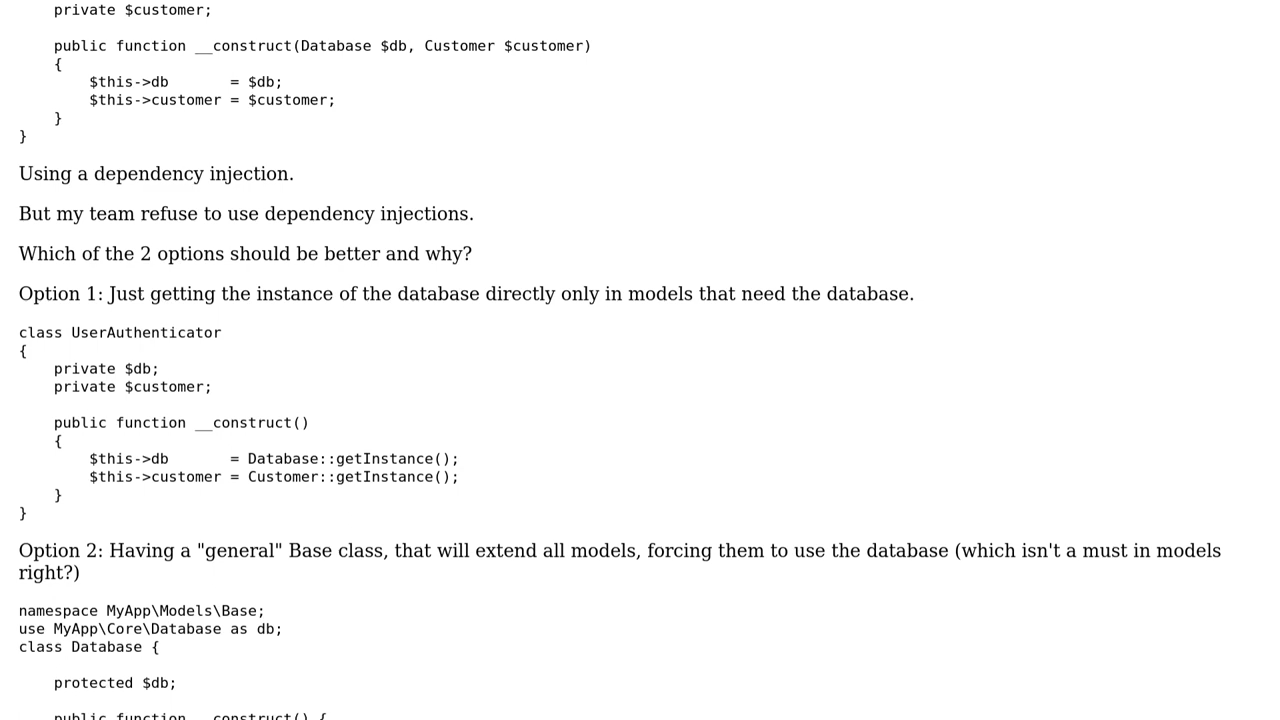 private $customer;

    public function __construct(Database $db, Customer $customer)
    {
        $this->db       = $db;
        $this->customer = $customer;
    }
}
Using a dependency injection.
But my team refuse to use dependency injections.
Which of the 2 options should be better and why?
Option 1: Just getting the instance of the database directly only in models that need the database.
class UserAuthenticator
{
    private $db;
    private $customer;

    public function __construct()
    {
        $this->db       = Database::getInstance();
        $this->customer = Customer::getInstance();
    }
}
Option 2: Having a "general" Base class, that will extend all models, forcing them to use the database (which isn't a must in models
right?)
namespace MyApp\Models\Base;
use MyApp\Core\Database as db;
class Database {

    protected $db;

    public function __construct() {